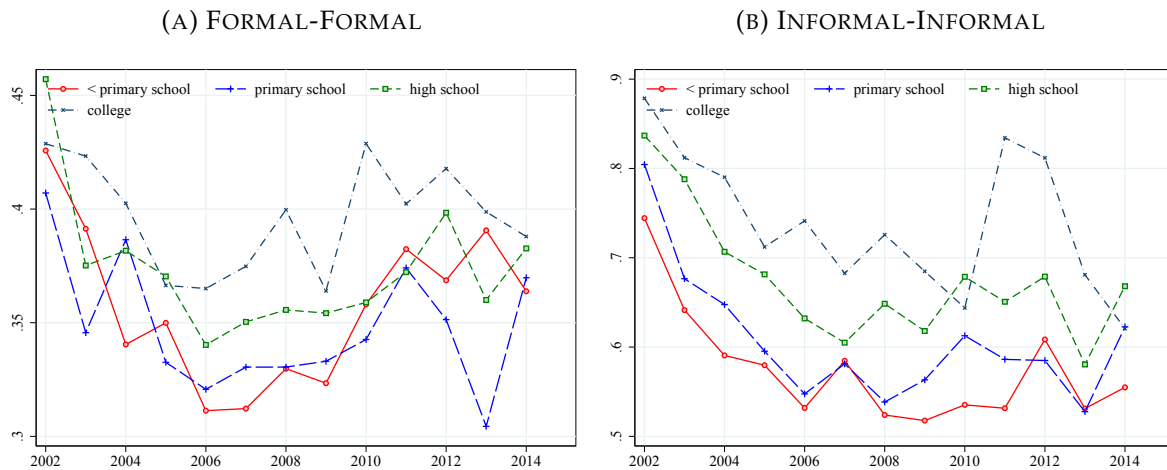 (A) FORMAL-FORMAL
.45
.4
.35
.3
< primary school primary school high school
college
2002 2004 2006 2008 2010 2012 2014
(B) INFORMAL-INFORMAL
.9
.8
.7
.6
.5
< primary school primary school high school
college
2002 2004 2006 2008 2010 2012 2014